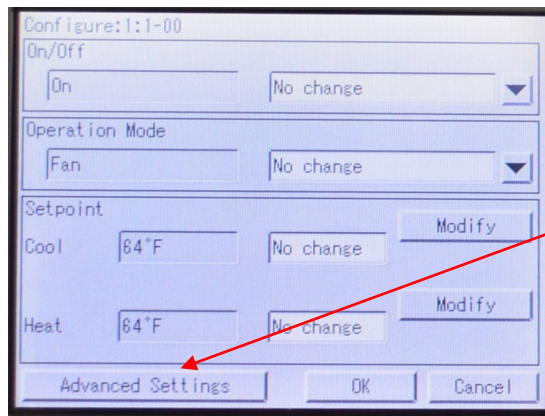 Configure:1:1-00
On/Off
On No change
Operation Mode
Fan No change
Setpoint
Modify
Cool 64°F No change
Modify
Heat 64°F No change
Advanced Settings OK Cancel